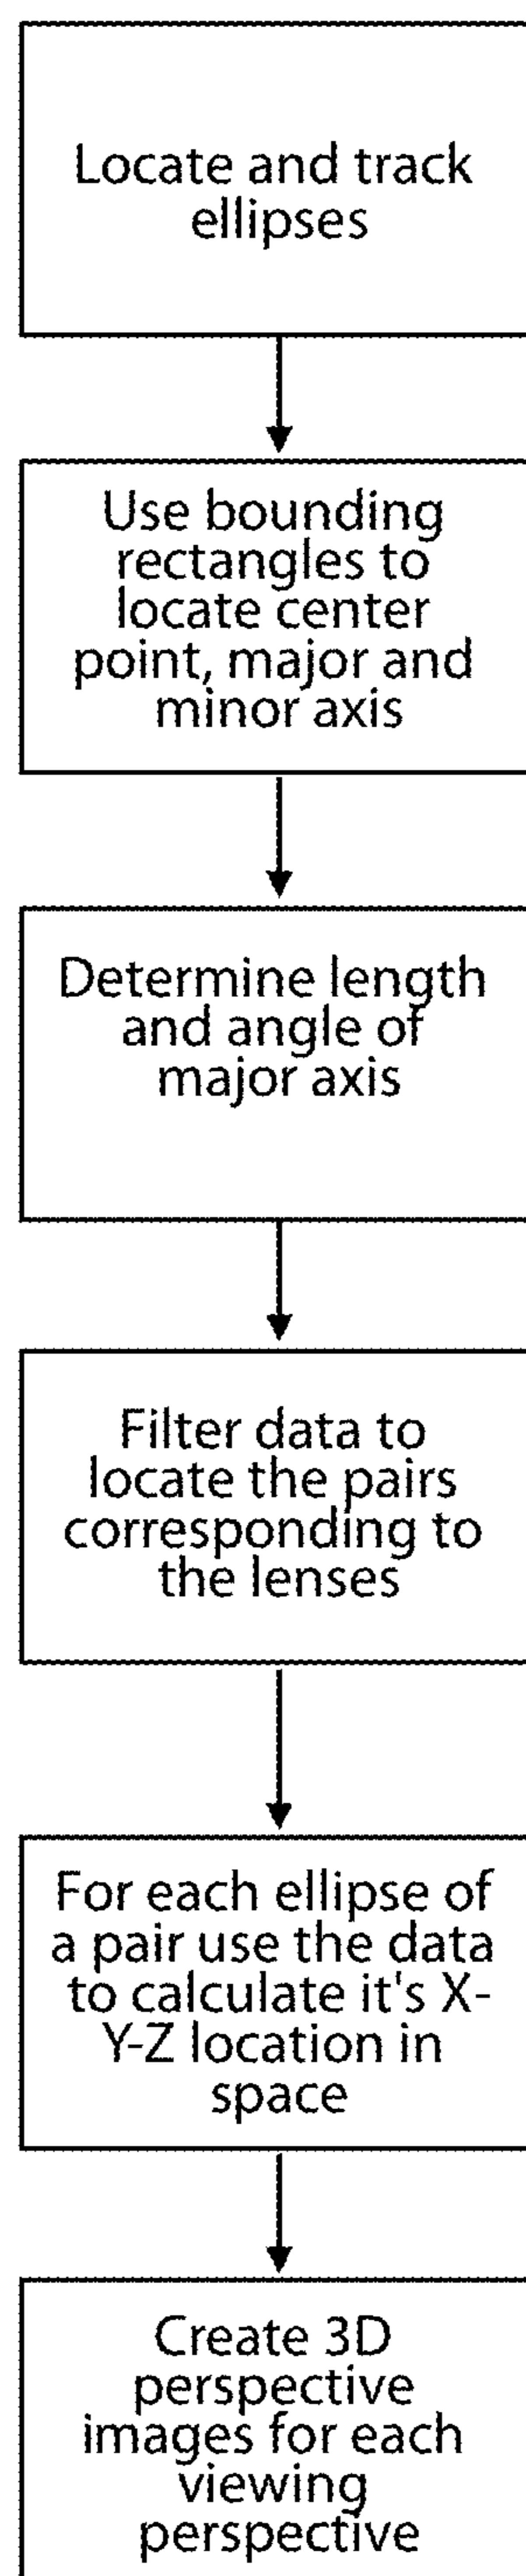 Locate and track
ellipses
Use bounding
rectangles to
locate center
point, major and
minor axis
Determine length
and angle of
major axis
Filter data to
locate the pairs
corresponding to
the lenses
For each ellipse of
a pair use the data
to calculate it's X-
Y-Z location in
space
Create 3D
perspective
images for each
viewing
perspective